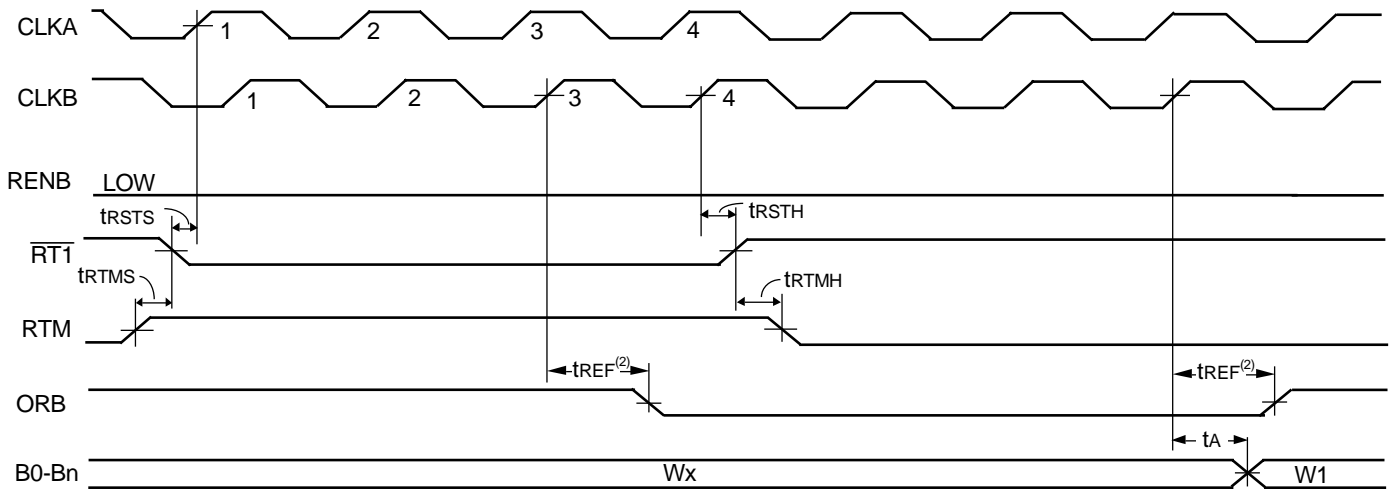 CLKA 1 2 3 4
CLKB 1 2 3 4
RENB LOW
tRSTS tRSTH
RT1
tRTMS tRTMH
RTM
tREF(2) tREF(2)
ORB
tA
B0-Bn Wx W1